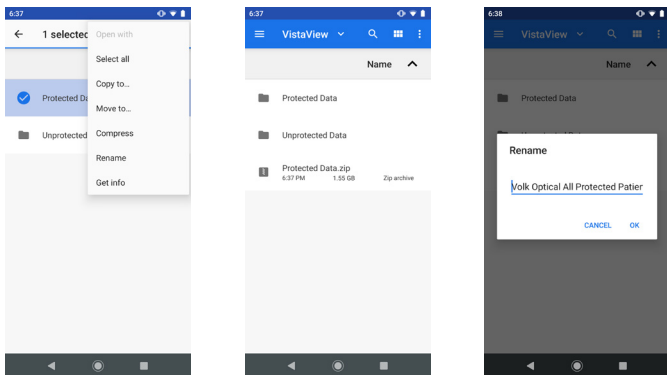 6:37
1 selected
Open with
Select all
Copy to...
Move to...
Compress
Rename
Get info
Protected Da
Unprotected
6:37
VistaView
Name
Protected Data
Unprotected Data
Protected Data.zip
6:37 PM 1.55 GB Zip archive
6:38
VistaView
Name
Protected Data
Rename
Volk Optical All Protected Patier
CANCEL OK